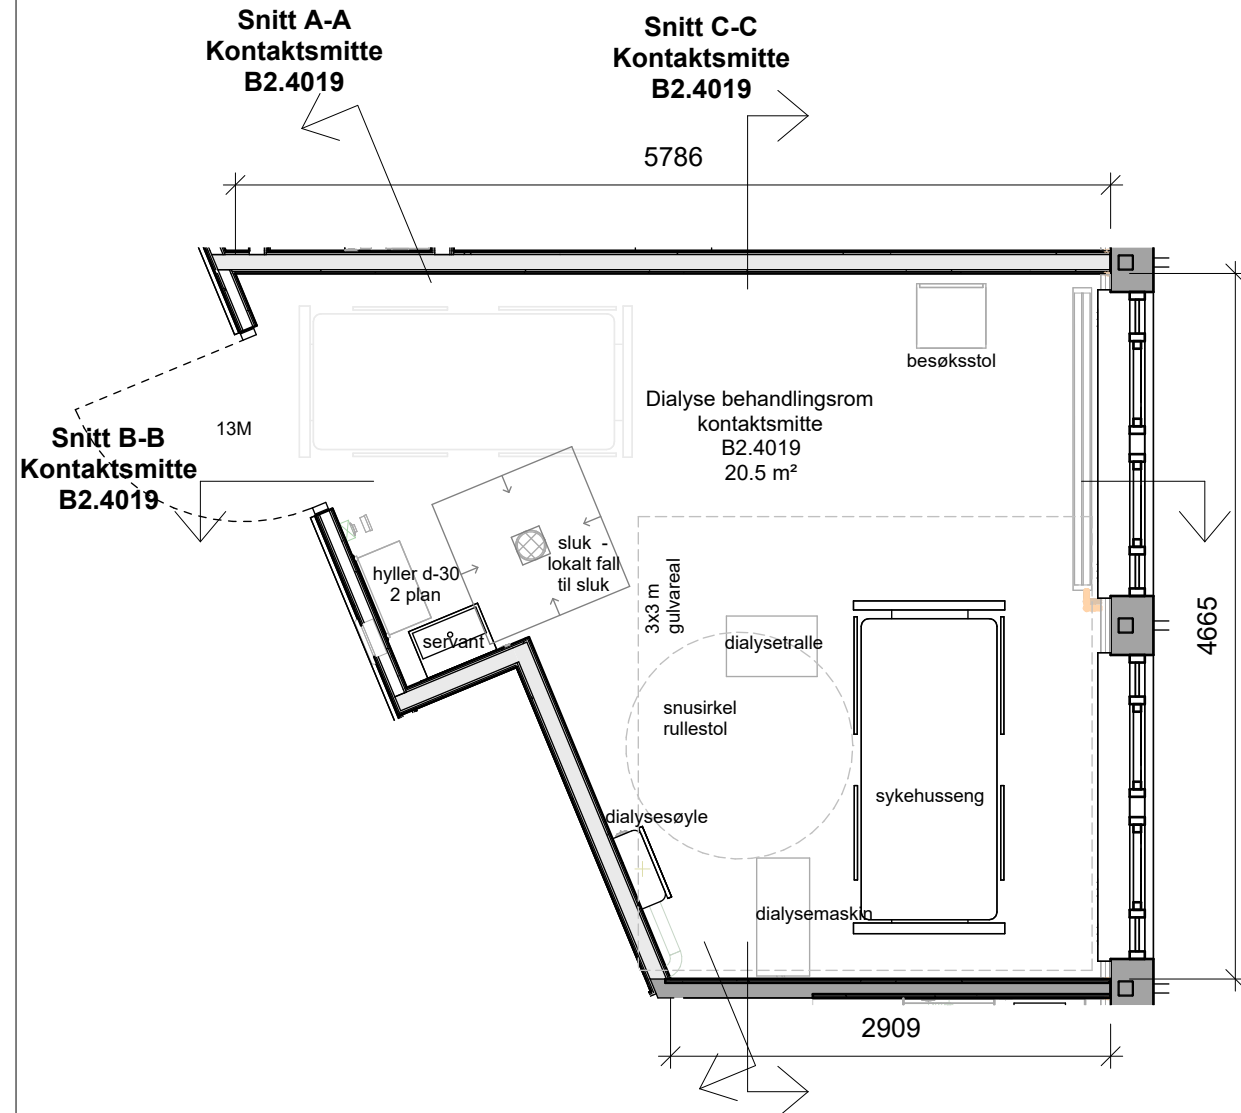 Snitt A-A
Kontaktsmitte
B2.4019
Snitt C-C
Kontaktsmitte
B2.4019
5786
besøksstol
Dialyse behandlingsrom
kontaktsmitte
B2.4019
20.5 m²
13M
Snitt B-B
Kontaktsmitte
B2.4019
sluk -
lokalt fall
til sluk
hyller d-30
2 plan
servant
3x3 m
gulvareal
dialysetralle
4665
snusirkel
rullestol
sykehusseng
dialysesøyle
dialysemaskin
2909